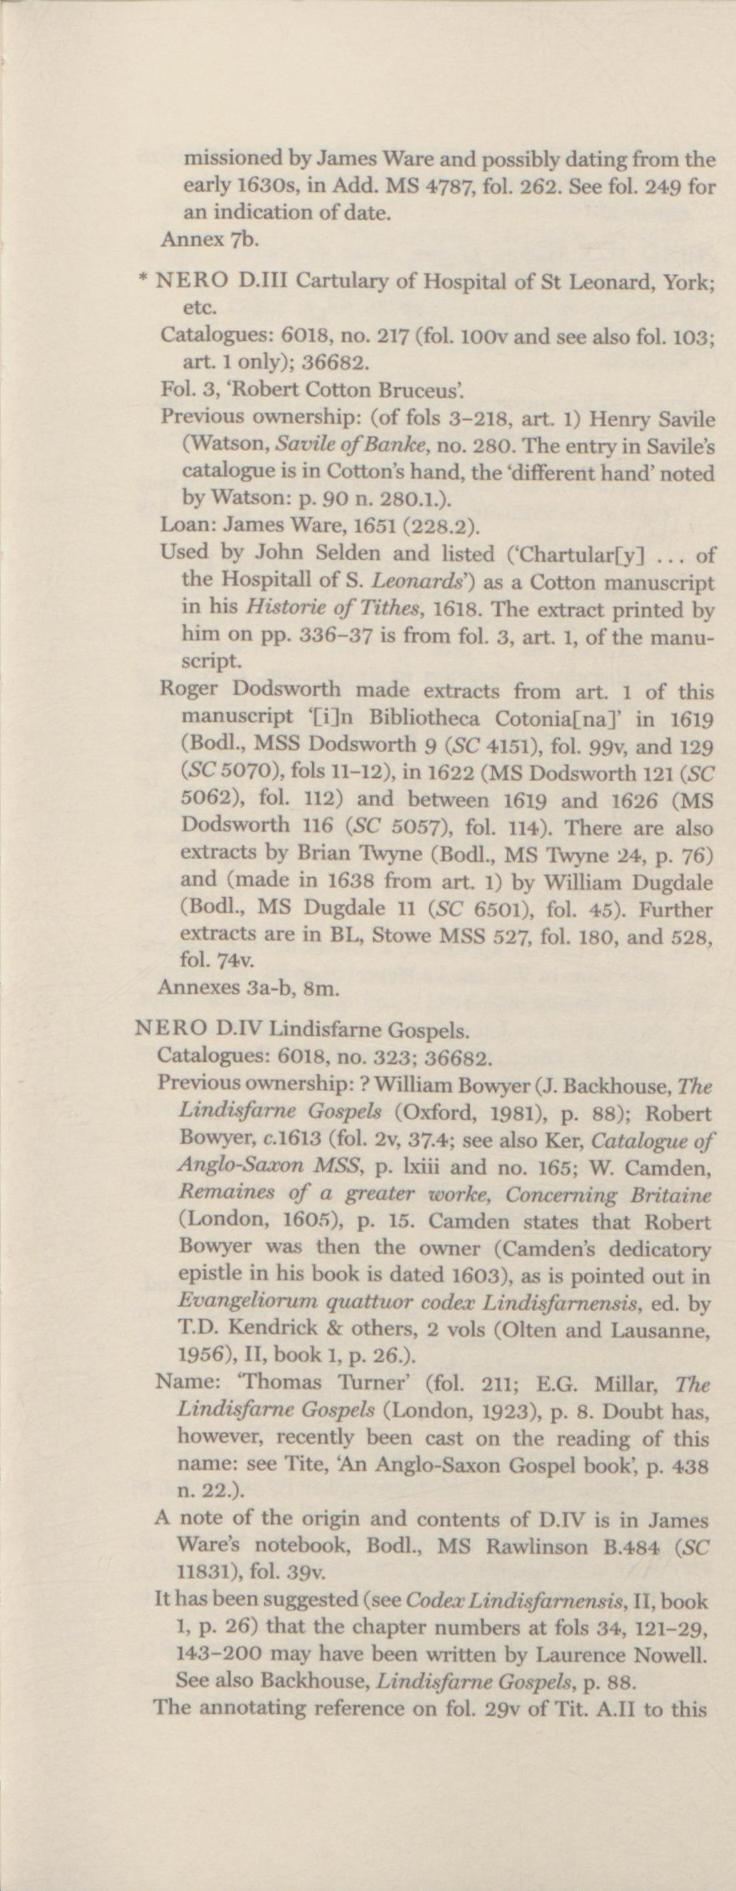 missioned by James Ware and possibly dating from the
early 1630s, in Add. MS 4787, fol. 262. See fol. 249 for
an indication of date.
Annex 7b.
* NERO D.III Cartulary of Hospital of St Leonard, York;
etc.
Catalogues: 6018, no. 217 (fol. 100v and see also fol. 103;
art. 1 only); 36682.
Fol. 3, ‘Robert Cotton Bruceus’.
Previous ownership: (of fols 3–218, art. 1) Henry Savile
(Watson, Savile of Banke, no. 280. The entry in Savile’s
catalogue is in Cotton’s hand, the ‘different hand’ noted
by Watson: p. 90 n. 280.1.).
Loan: James Ware, 1651 (228.2).
Used by John Selden and listed (‘Chartular[y] ... of
the Hospitall of S. Leonards’) as a Cotton manuscript
in his Historie of Tithes, 1618. The extract printed by
him on pp. 336–37 is from fol. 3, art. 1, of the manu-
script.
Roger Dodsworth made extracts from art. 1 of this
manuscript ‘[i]n Bibliotheca Cotonia[na]’ in 1619
(Bodl., MSS Dodsworth 9 (SC 4151), fol. 99v, and 129
(SC 5070), fols 11–12), in 1622 (MS Dodsworth 121 (SC
5062), fol. 112) and between 1619 and 1626 (MS
Dodsworth 116 (SC 5057), fol. 114). There are also
extracts by Brian Twyne (Bodl., MS Twyne 24, p. 76)
and (made in 1638 from art. 1) by William Dugdale
(Bodl., MS Dugdale 11 (SC 6501), fol. 45). Further
extracts are in BL, Stowe MSS 527, fol. 180, and 528,
fol. 74v.
Annexes 3a-b, 8m.
NERO D.IV Lindisfarne Gospels.
Catalogues: 6018, no. 323; 36682.
Previous ownership: ? William Bowyer (J. Backhouse, The
Lindisfarne Gospels (Oxford, 1981), p. 88); Robert
Bowyer, c.1613 (fol. 2v, 37.4; see also Ker, Catalogue of
Anglo-Saxon MSS, p. lxiii and no. 165; W. Camden,
Remaines of a greater worke, Concerning Britaine
(London, 1605), p. 15. Camden states that Robert
Bowyer was then the owner (Camden’s dedicatory
epistle in his book is dated 1603), as is pointed out in
Evangeliorum quattuor codex Lindisfarnensis, ed. by
T.D. Kendrick & others, 2 vols (Olten and Lausanne,
1956), II, book 1, p. 26.).
Name: ‘Thomas Turner’ (fol. 211; E.G. Millar, The
Lindisfarne Gospels (London, 1923), p. 8. Doubt has,
however, recently been cast on the reading of this
name: see Tite, ‘An Anglo-Saxon Gospel book’, p. 438
n. 22.).
A note of the origin and contents of D.IV is in James
Ware’s notebook, Bodl., MS Rawlinson B.484 (SC
11831), fol. 39v.
It has been suggested (see Codex Lindisfarnensis, II, book
1, p. 26) that the chapter numbers at fols 34, 121–29,
143–200 may have been written by Laurence Nowell.
See also Backhouse, Lindisfarne Gospels, p. 88.
The annotating reference on fol. 29v of Tit. A.II to this